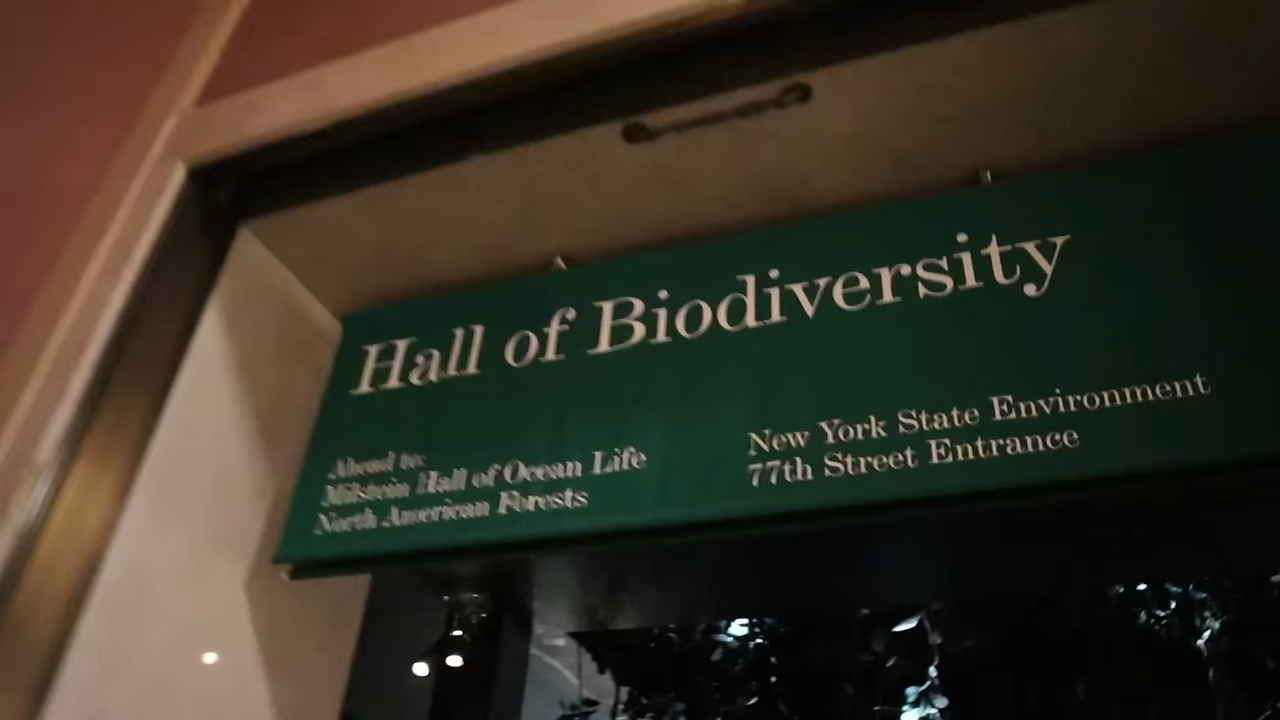 Hall of Biodiversity
Ahead to:
Milstein Hall of Ocean Life
North American Forests
New York State Environment
77th Street Entrance